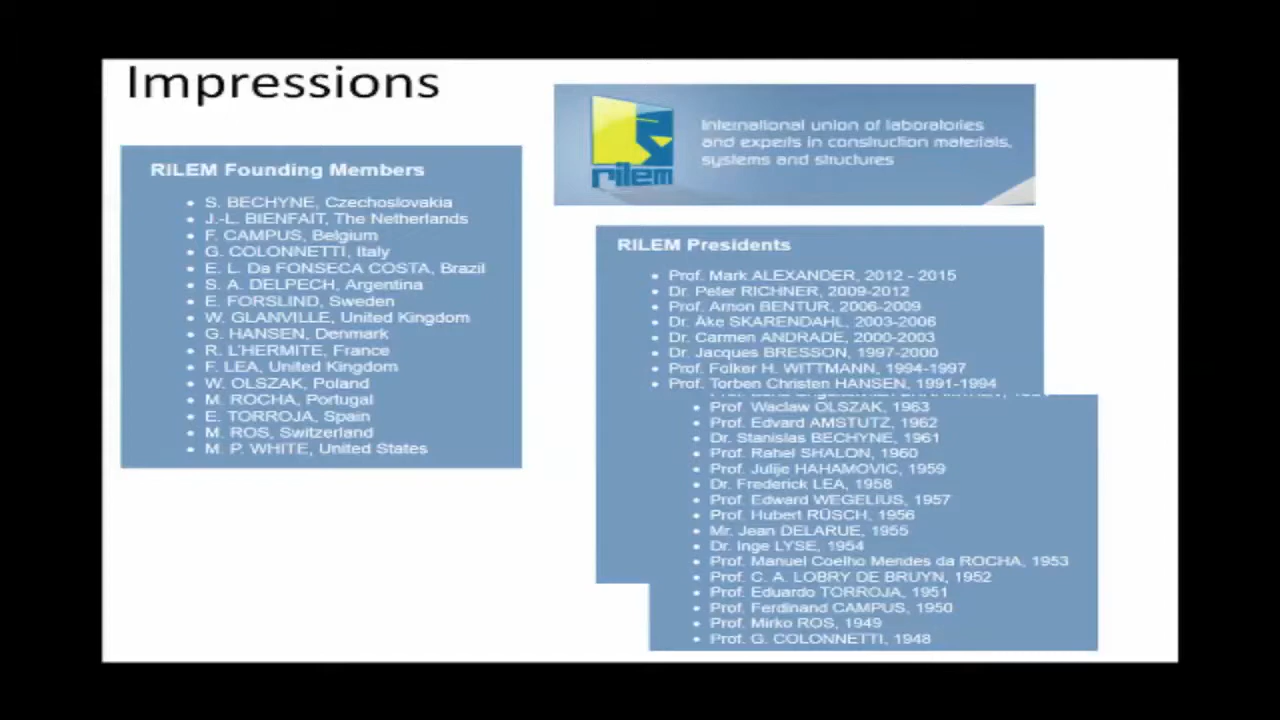 Impressions
RILEM Founding Members
• S. BECHYNE, Czechoslovakia
• J.-L. BIENFAIT, The Netherlands
• F. CAMPUS, Belgium
• G. COLONNETTI, Italy
• E. L. Da FONSECA COSTA, Brazil
• S. A. DELPECH, Argentina
• E. FORSLIND, Sweden
• W. GLANVILLE, United Kingdom
• G. HANSEN, Denmark
• R. L'HERMITE, France
• F. LEA, United Kingdom
• W. OLSZAK, Poland
• M. ROCHA, Portugal
• E. TORROJA, Spain
• M. ROS, Switzerland
• M. P. WHITE, United States
rilem
International union of laboratories
and experts in construction materials,
systems and structures
RILEM Presidents
• Prof. Mark ALEXANDER, 2012 - 2015
• Dr. Peter RICHNER, 2009-2012
• Prof. Arnon BENTUR, 2006-2009
• Dr. Åke SKARENDAHL, 2003-2006
• Dr. Carmen ANDRADE, 2000-2003
• Dr. Jacques BRESSON, 1997-2000
• Prof. Folker H. WITTMANN, 1994-1997
• Prof. Torben Christen HANSEN, 1991-1994
• Prof. Waclaw OLSZAK, 1963
• Prof. Edvard AMSTUTZ, 1962
• Dr. Stanislas BECHYNE, 1961
• Prof. Rahel SHALON, 1960
• Prof. Julije HAHAMOVIC, 1959
• Dr. Frederick LEA, 1958
• Prof. Edward WEGELIUS, 1957
• Prof. Hubert RÜSCH, 1956
• Mr. Jean DELARUE, 1955
• Dr. Inge LYSE, 1954
• Prof. Manuel Coelho Mendes da ROCHA, 1953
• Prof. C. A. LOBRY DE BRUYN, 1952
• Prof. Eduardo TORROJA, 1951
• Prof. Ferdinand CAMPUS, 1950
• Prof. Mirko ROS, 1949
• Prof. G. COLONNETTI, 1948